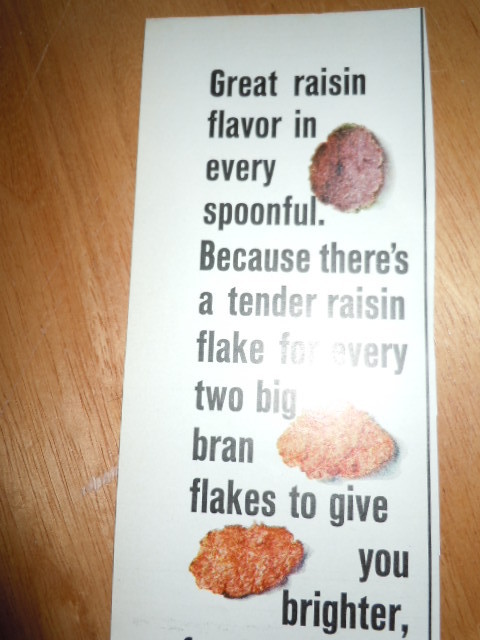 Great raisin
flavor in
every
spoonful.
Because there's
a tender raisin
flake for every
two big
bran
flakes to give
you
brighter,